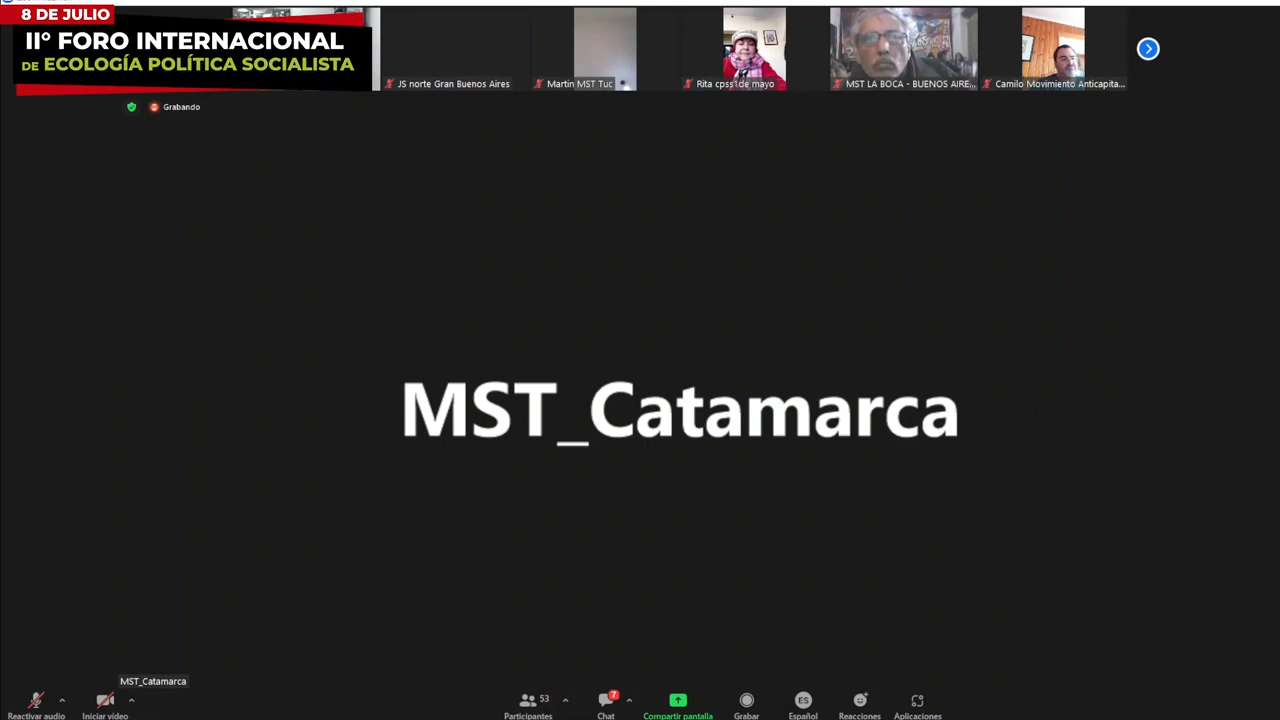 8 DE JULIO
IIº FORO INTERNACIONAL
DE ECOLOGÍA POLÍTICA SOCIALISTA
JS norte Gran Buenos Aires
Martin MST Tuc
Rita cpss1de mayo
MST LA BOCA - BUENOS AIRE...
Camilo Movimiento Anticapita...
Grabando
MST_Catamarca
MST_Catamarca
Reactivar audio
Iniciar vídeo
53
Participantes
7
Chat
Compartir pantalla
Grabar
ES
Español
Reacciones
Aplicaciones